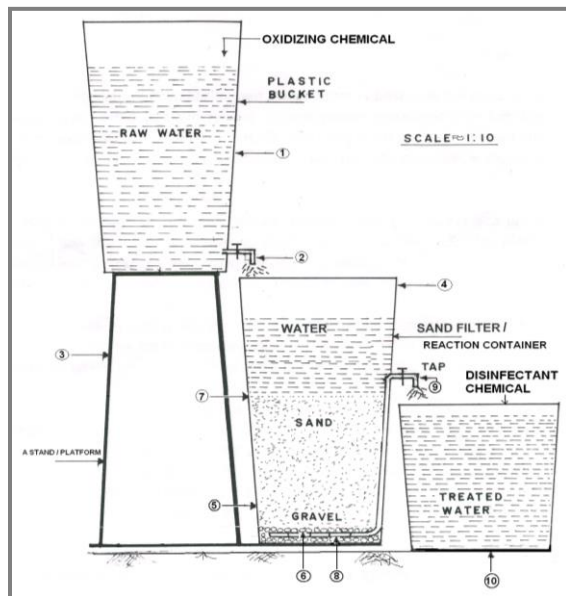 OXIDIZING CHEMICAL
PLASTIC
BUCKET
RAW WATER
SCALE≈1:10
1
2
4
WATER
SAND FILTER /
REACTION CONTAINER
3
TAP
9
DISINFECTANT
CHEMICAL
7
SAND
A STAND / PLATFORM
TREATED
WATER
5
GRAVEL
6
8
10